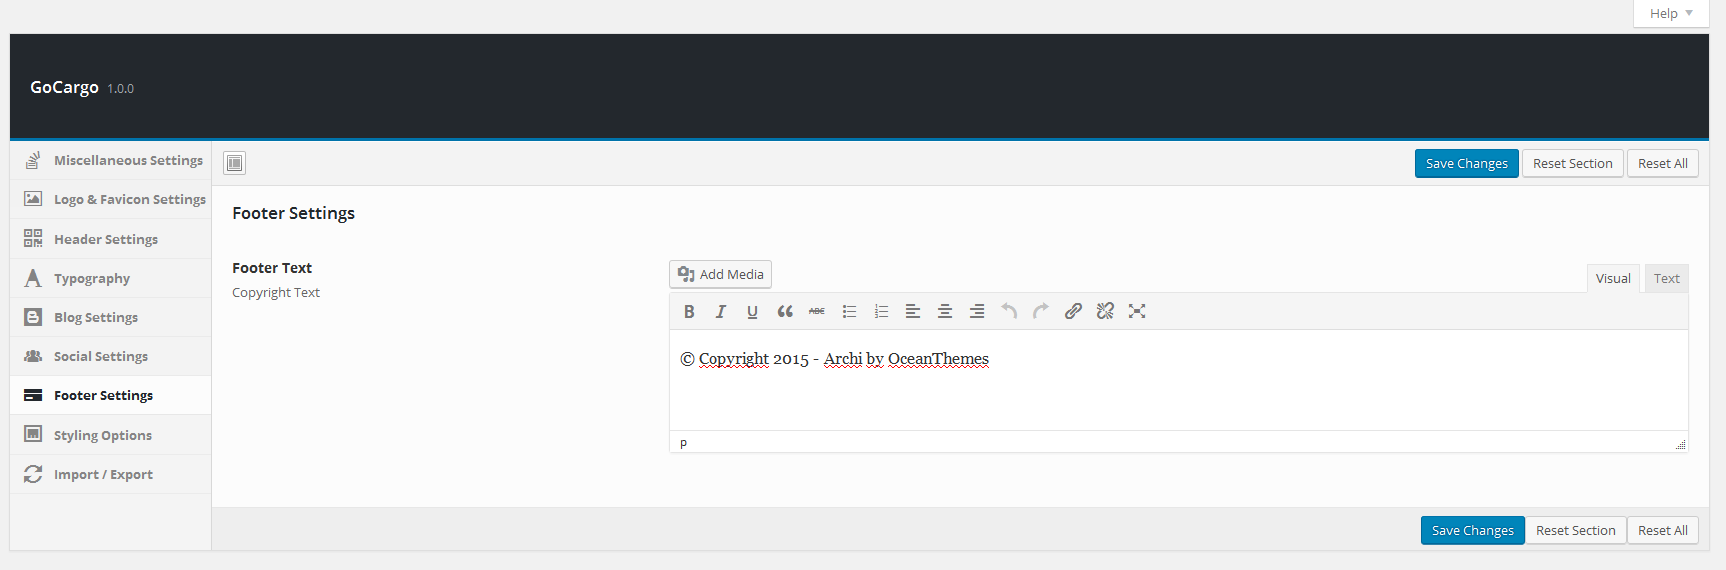 Help
GoCargo 1.0.0
Miscellaneous Settings
Logo & Favicon Settings
Header Settings
Typography
Blog Settings
Social Settings
Footer Settings
Styling Options
Import / Export
Save Changes Reset Section Reset All
Footer Settings
Footer Text
Copyright Text
Add Media
Visual Text
B I U ABC
© Copyright 2015 - Archi by OceanThemes
p
Save Changes Reset Section Reset All